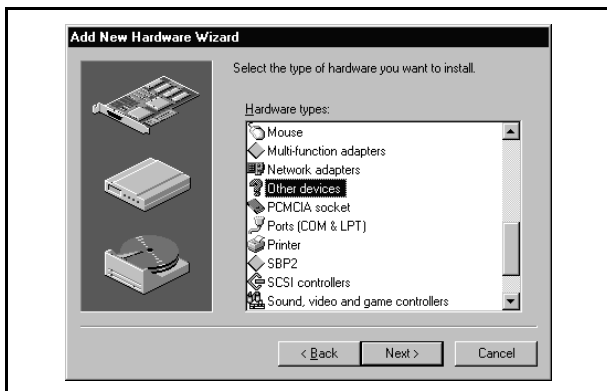 Add New Hardware Wizard
Select the type of hardware you want to install.
Hardware types:
Mouse
Multi-function adapters
Network adapters
Other devices
PCMCIA socket
Ports (COM & LPT)
Printer
SBP2
SCSI controllers
Sound, video and game controllers
< Back Next > Cancel